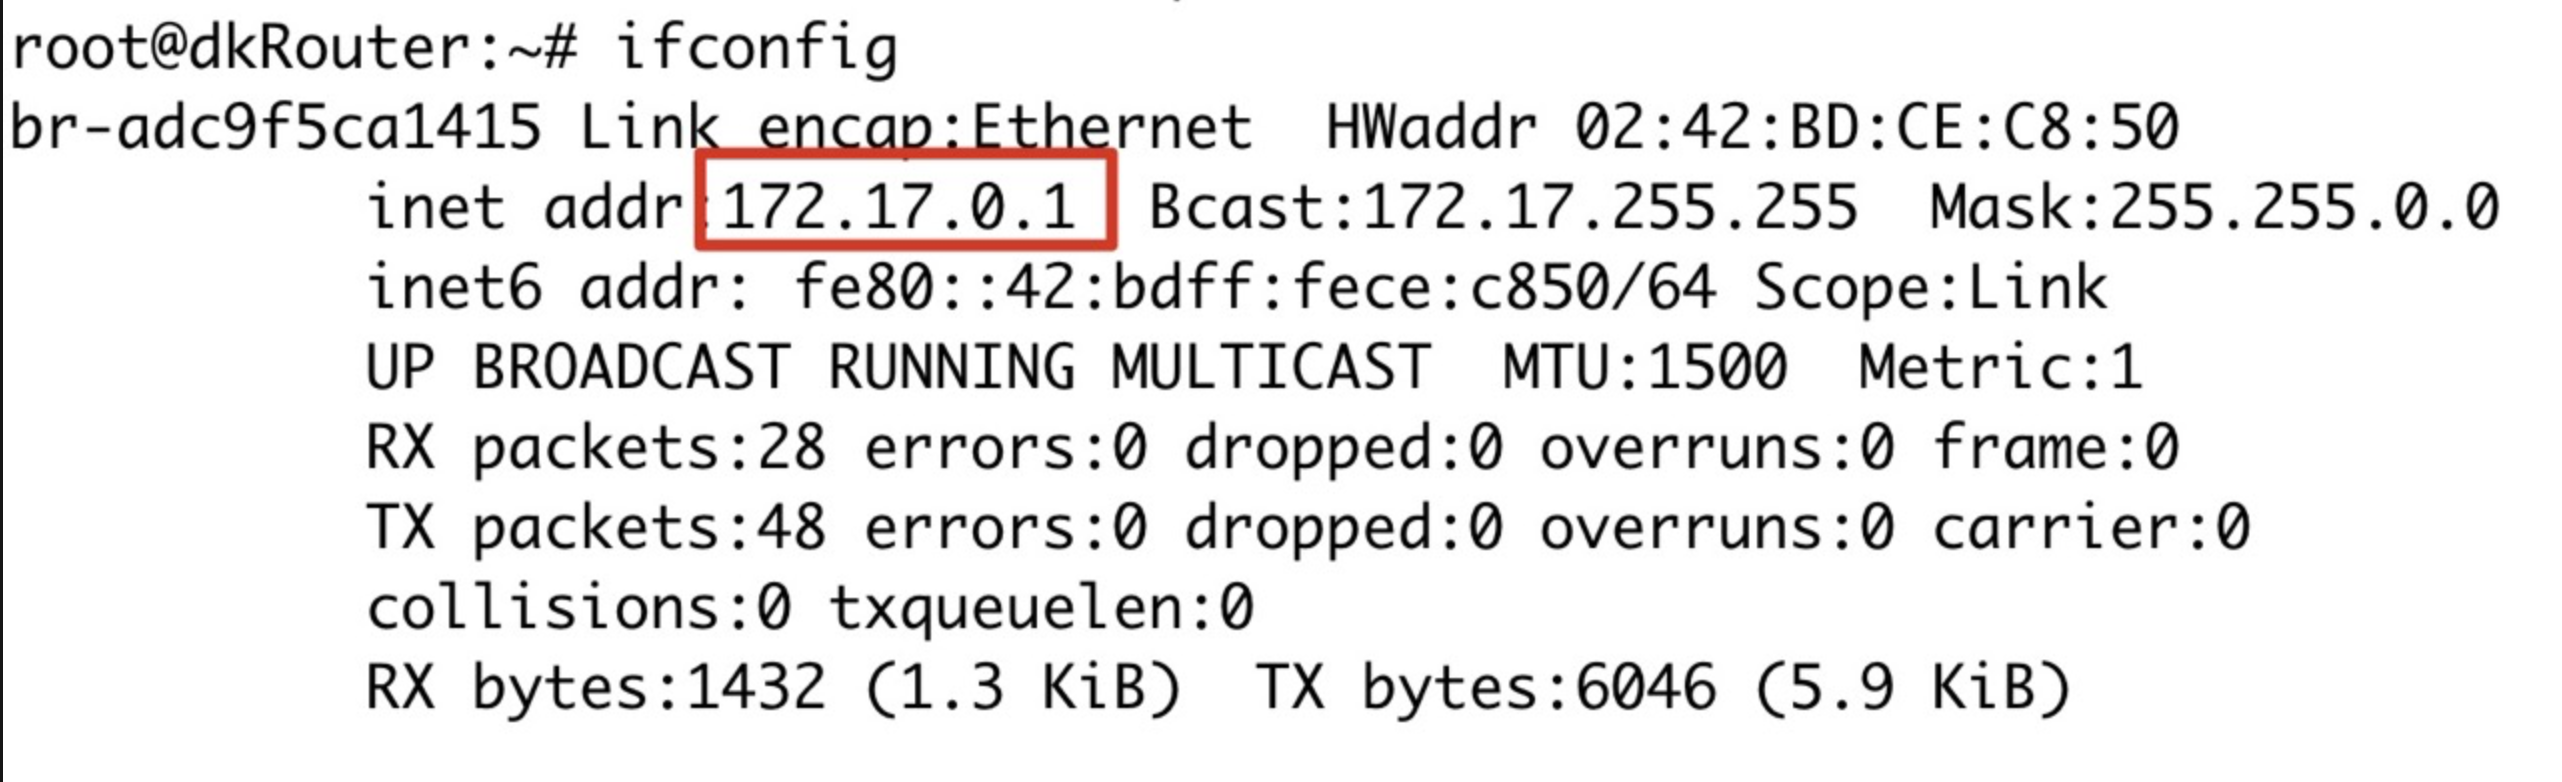 root@dkRouter:~# ifconfig
br-adc9f5ca1415 Link encap:Ethernet  HWaddr 02:42:BD:CE:C8:50
inet addr:172.17.0.1  Bcast:172.17.255.255  Mask:255.255.0.0
inet6 addr: fe80::42:bdff:fece:c850/64 Scope:Link
UP BROADCAST RUNNING MULTICAST  MTU:1500  Metric:1
RX packets:28 errors:0 dropped:0 overruns:0 frame:0
TX packets:48 errors:0 dropped:0 overruns:0 carrier:0
collisions:0 txqueuelen:0
RX bytes:1432 (1.3 KiB)  TX bytes:6046 (5.9 KiB)